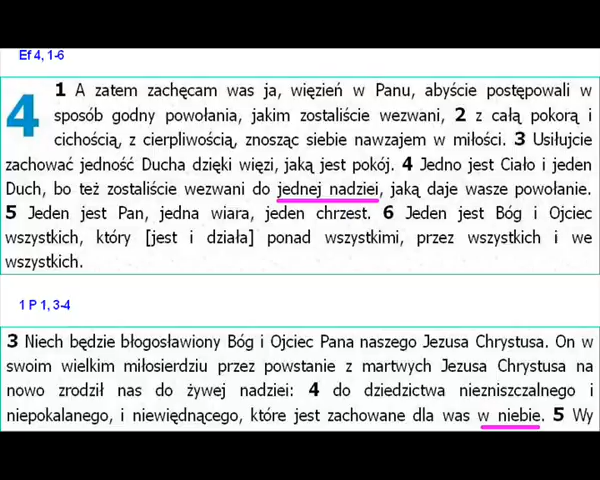 Ef 4, 1-6
4 1 A zatem zachęcam was ja, więzień w Panu, abyście postępowali w
sposób godny powołania, jakim zostaliście wezwani, 2 z całą pokorą i
cichością, z cierpliwością, znosząc siebie nawzajem w miłości. 3 Usiłujcie
zachować jedność Ducha dzięki więzi, jaką jest pokój. 4 Jedno jest Ciało i jeden
Duch, bo też zostaliście wezwani do jednej nadziei, jaką daje wasze powołanie.
5 Jeden jest Pan, jedna wiara, jeden chrzest. 6 Jeden jest Bóg i Ojciec
wszystkich, który [jest i działa] ponad wszystkimi, przez wszystkich i we
wszystkich.
1 P 1, 3-4
3 Niech będzie błogosławiony Bóg i Ojciec Pana naszego Jezusa Chrystusa. On w
swoim wielkim miłosierdziu przez powstanie z martwych Jezusa Chrystusa na
nowo zrodził nas do żywej nadziei: 4 do dziedzictwa niezniszczalnego i
niepokalanego, i niewiędnącego, które jest zachowane dla was w niebie. 5 Wy